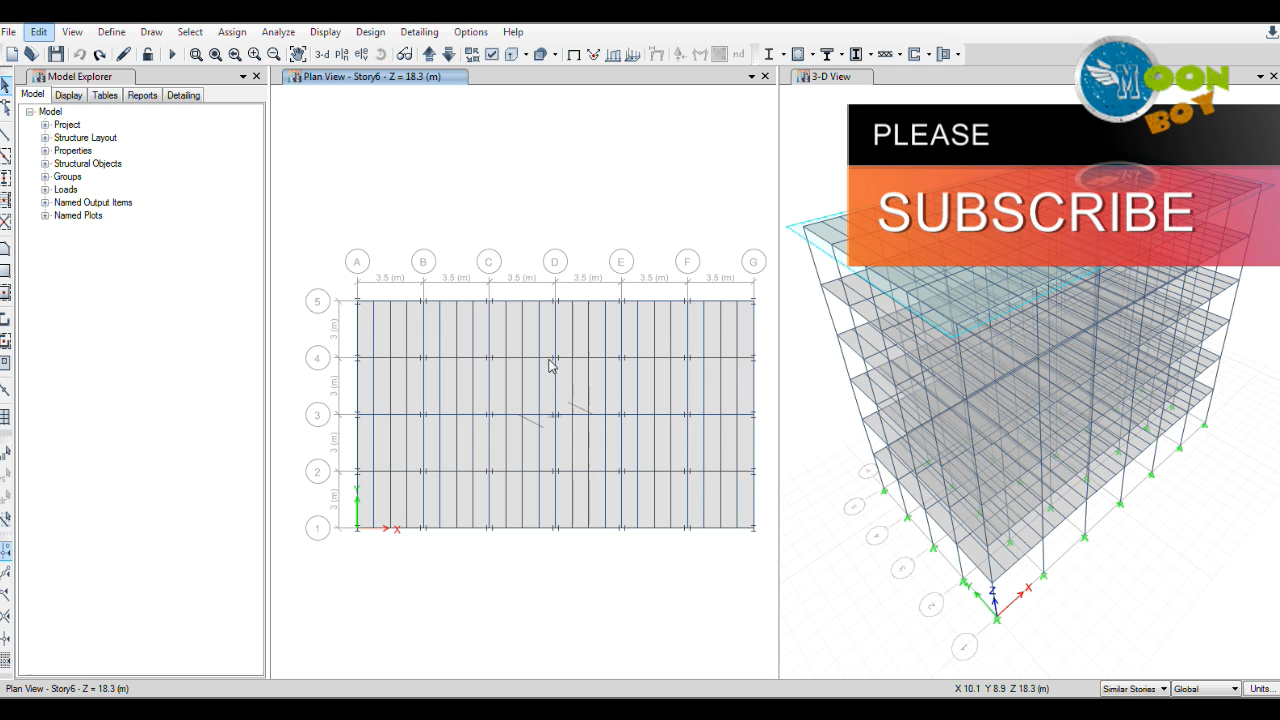 File Edit View Define Draw Select Assign Analyze Display Design Detailing Options Help
3-d nd
Model Explorer
Plan View - Story6 - Z = 18.3 (m)
3-D View
MOON BOY
Model Display Tables Reports Detailing
Model
Project
Structure Layout
Properties
Structural Objects
Groups
Loads
Named Output Items
Named Plots
PLEASE
SUBSCRIBE
A B C D E F G
3.5 (m) 3.5 (m) 3.5 (m) 3.5 (m) 3.5 (m) 3.5 (m)
5
3 (m)
4
3 (m)
3
3 (m)
2
3 (m)
1
Y
X
Z
X
Y
Plan View - Story6 - Z = 18.3 (m)
X 10.1 Y 8.9 Z 18.3 (m)
Similar Stories
Global
Units...